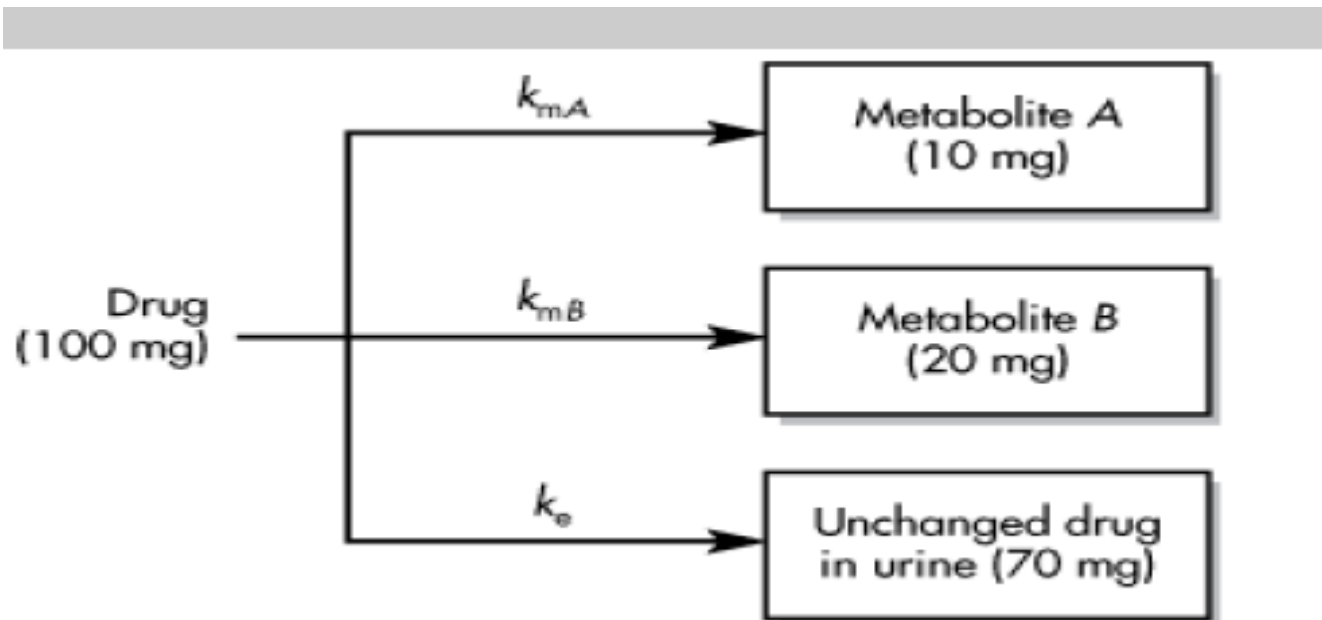 k_mA
Metabolite A
(10 mg)
Drug
(100 mg)
k_mB
Metabolite B
(20 mg)
k_e
Unchanged drug
in urine (70 mg)